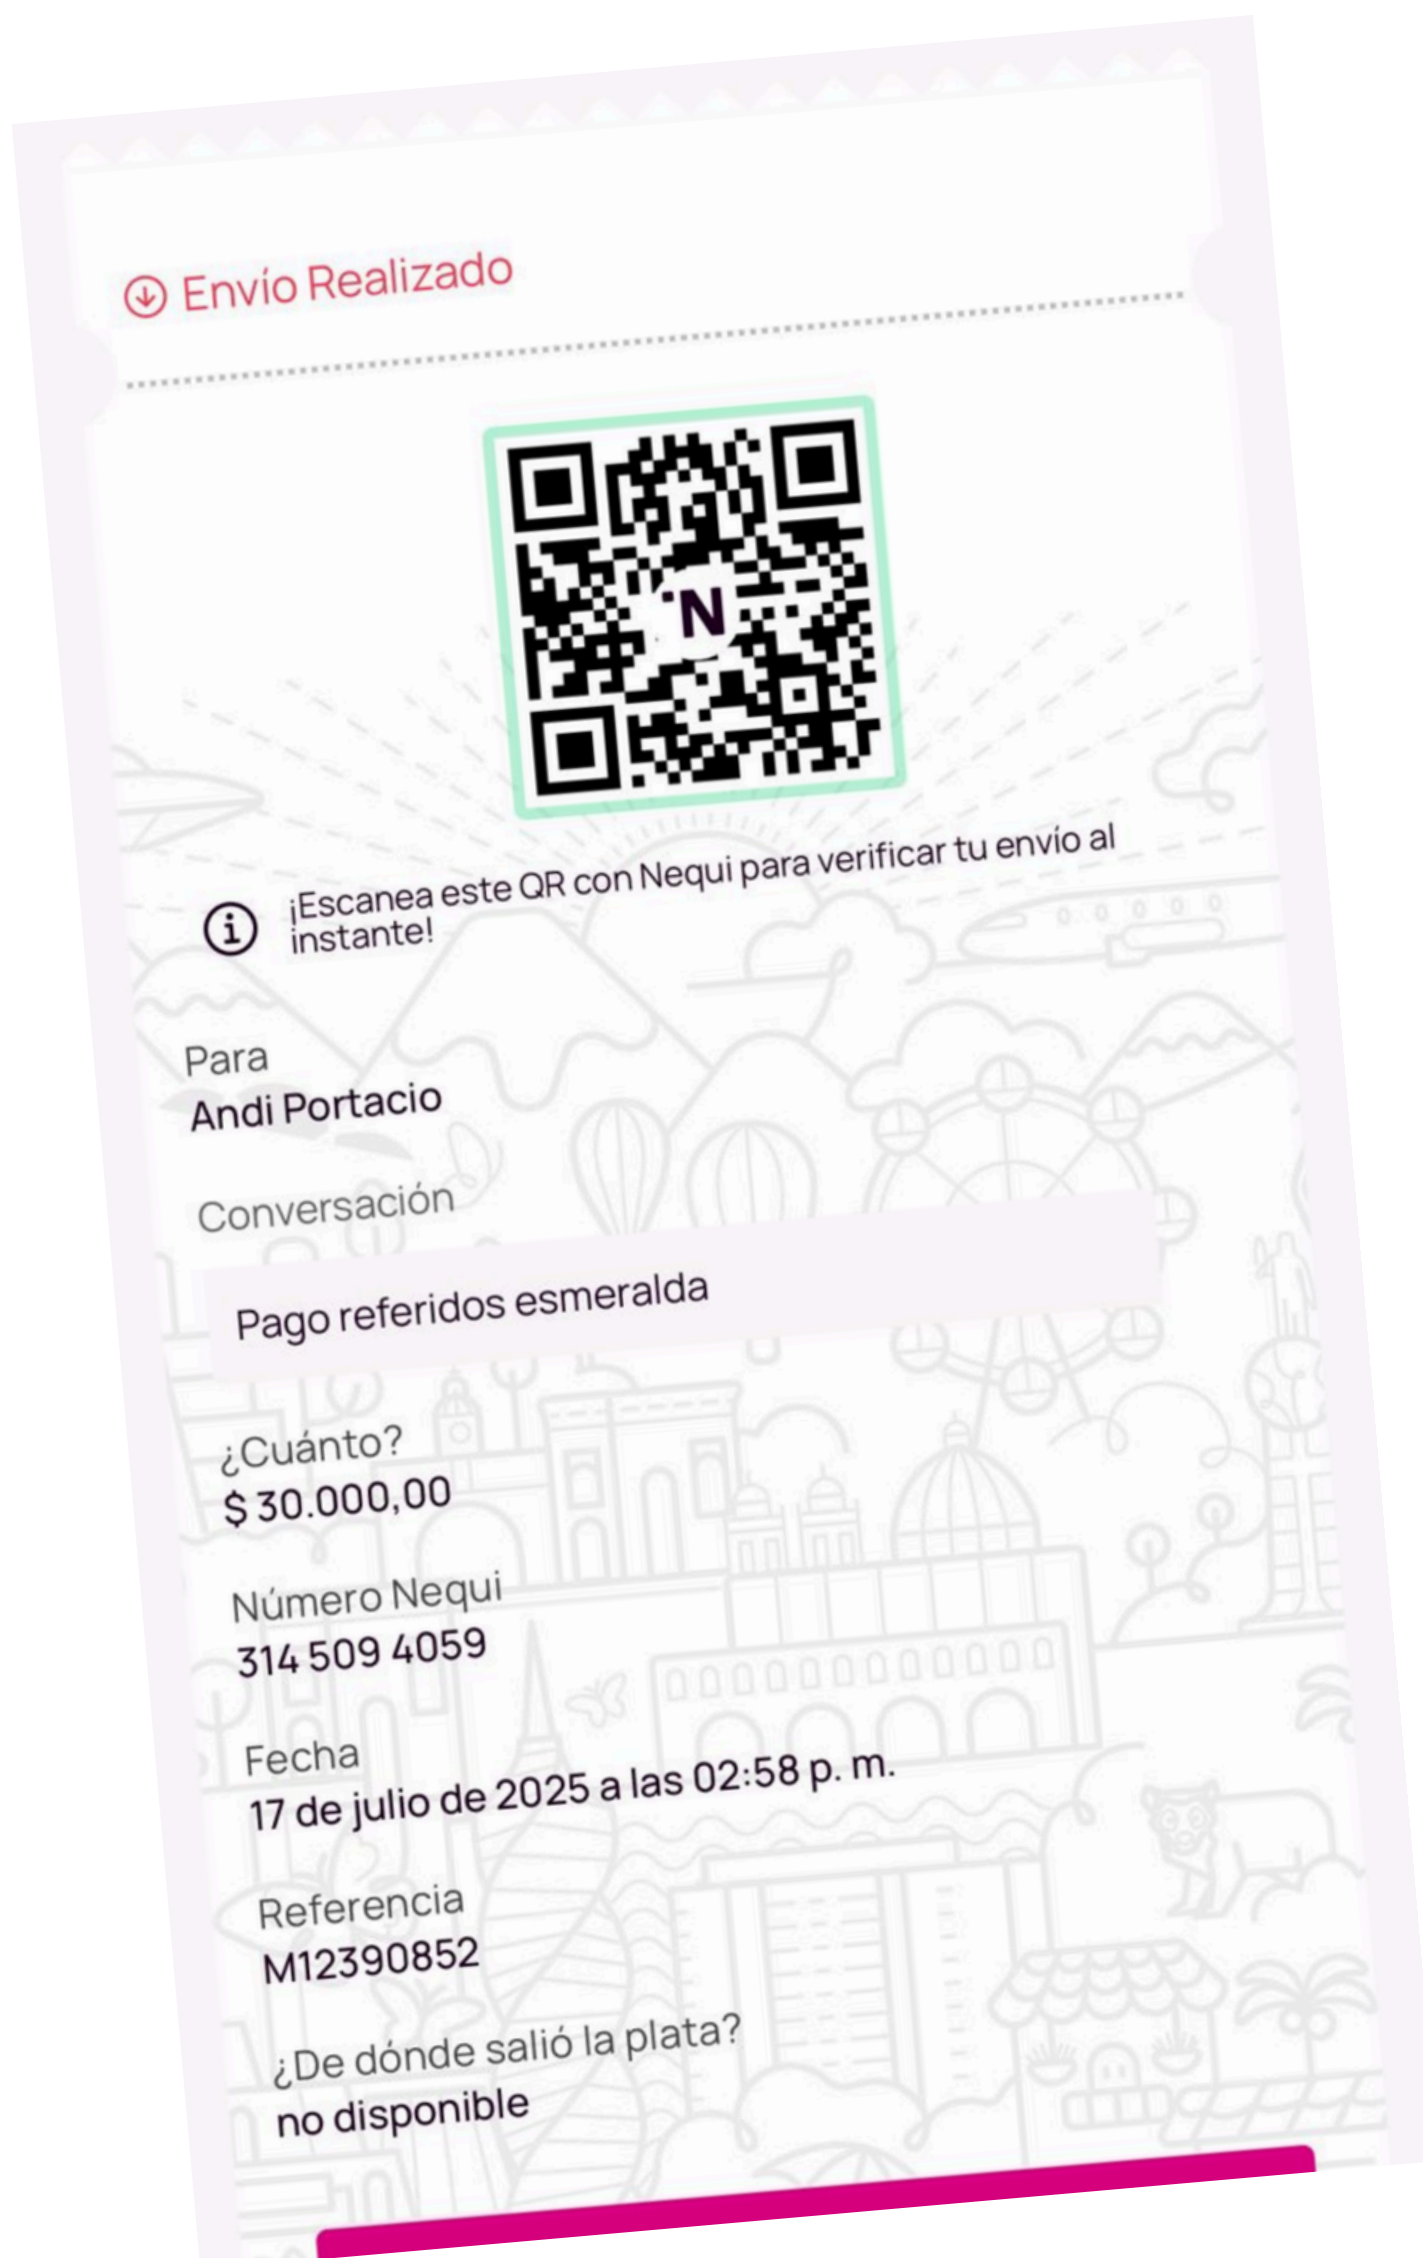 Envío Realizado
N
¡Escanea este QR con Nequi para verificar tu envío al
instante!
Para
Andi Portacio
Conversación
Pago referidos esmeralda
¿Cuánto?
$ 30.000,00
Número Nequi
314 509 4059
Fecha
17 de julio de 2025 a las 02:58 p. m.
Referencia
M12390852
¿De dónde salió la plata?
no disponible